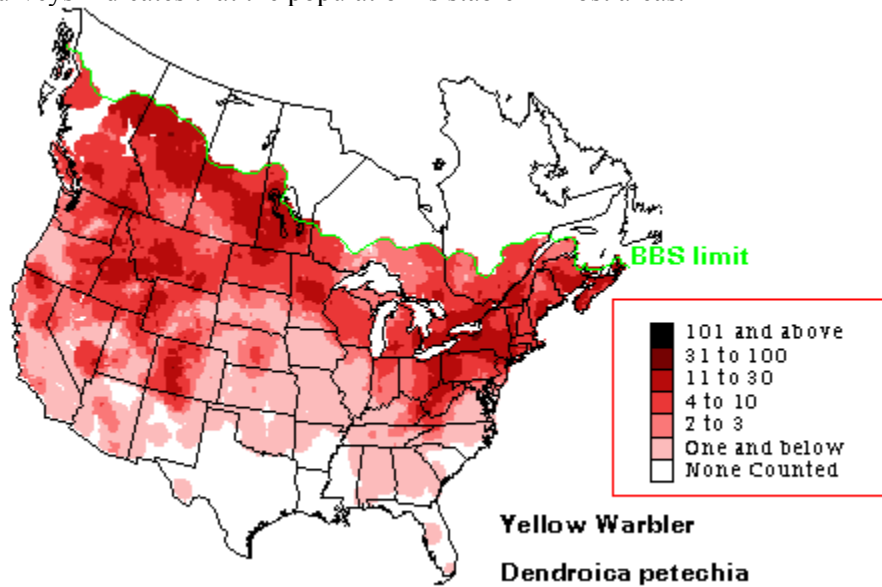 BBS limit
101 and above
31 to 100
11 to 30
4 to 10
2 to 3
One and below
None Counted
Yellow Warbler
Dendroica petechia